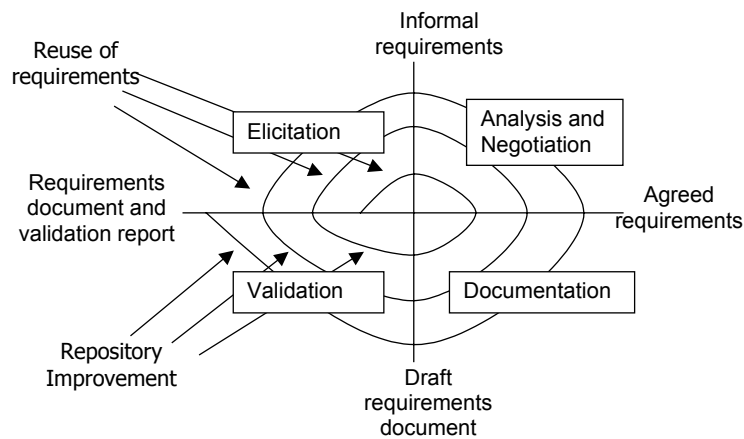 Informal
requirements
Reuse of
requirements
Elicitation
Analysis and
Negotiation
Requirements
document and
validation report
Agreed
requirements
Validation
Documentation
Repository
Improvement
Draft
requirements
document